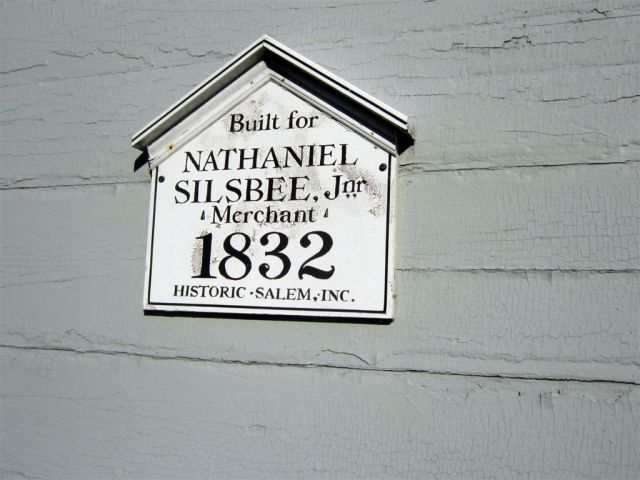 Built for
NATHANIEL
SILSBEE, Jnr
Merchant
1832
HISTORIC · SALEM, INC.